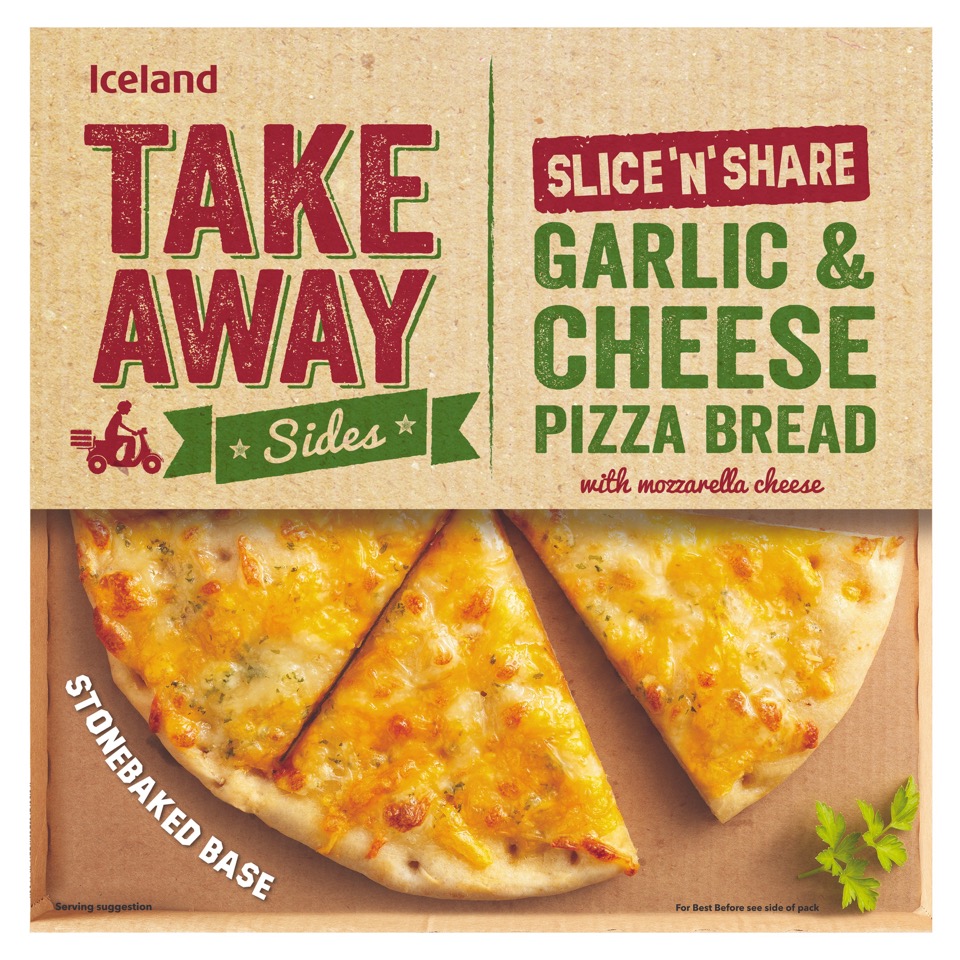 Iceland
TAKE
AWAY
Sides
SLICE 'N' SHARE
GARLIC &
CHEESE
PIZZA BREAD
with mozzarella cheese
STONEBAKED BASE
Serving suggestion
For Best Before see side of pack